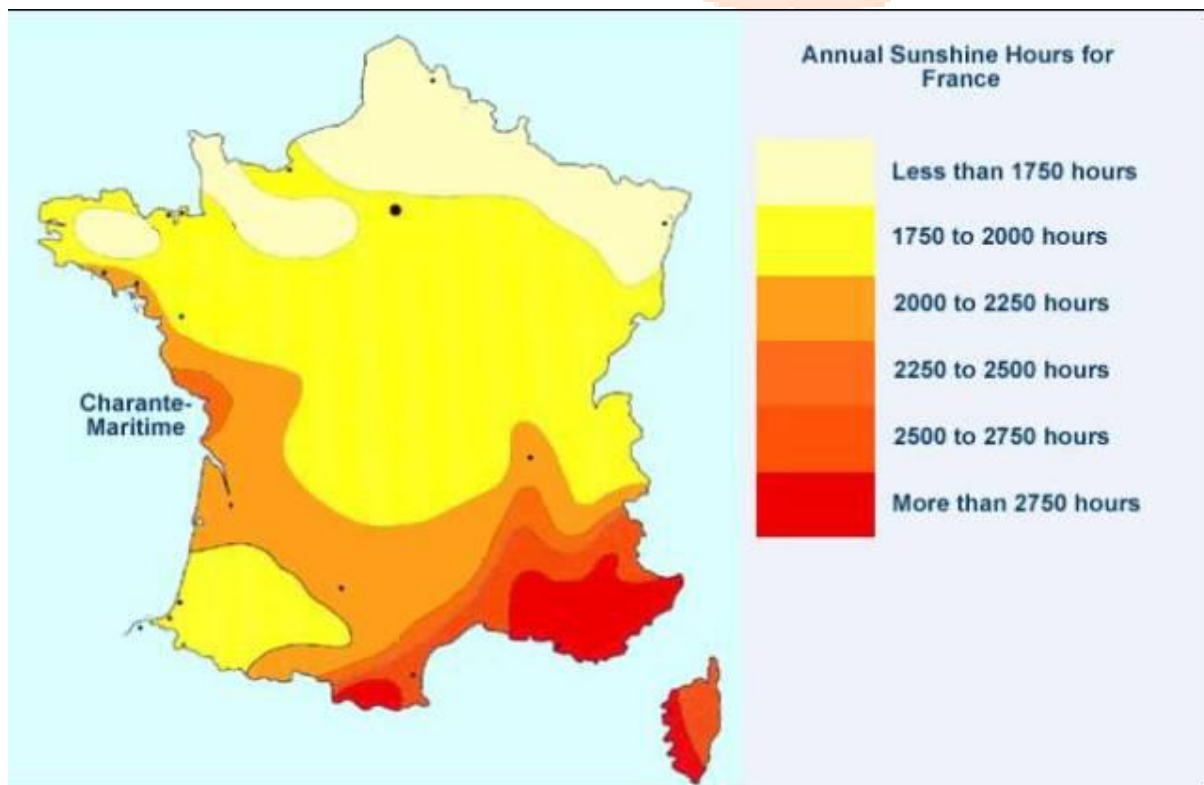 Annual Sunshine Hours for
France
Less than 1750 hours
1750 to 2000 hours
2000 to 2250 hours
2250 to 2500 hours
2500 to 2750 hours
More than 2750 hours
Charante-
Maritime